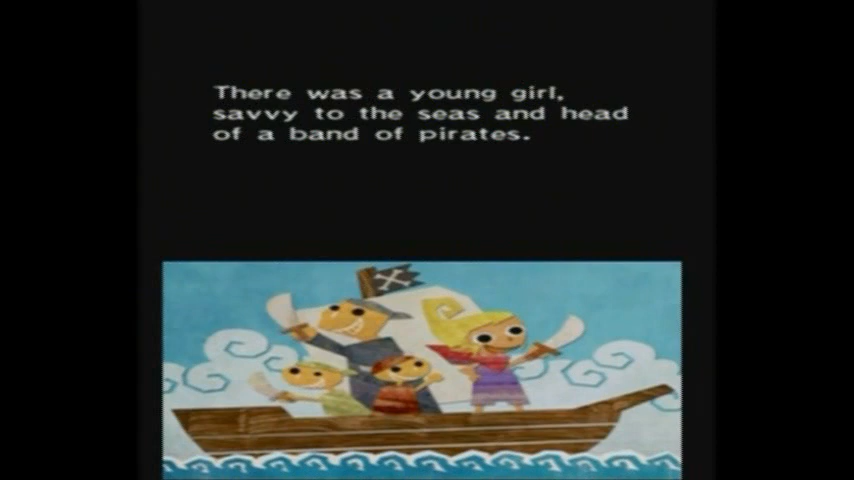 There was a young girl,
savvy to the seas and head
of a band of pirates.